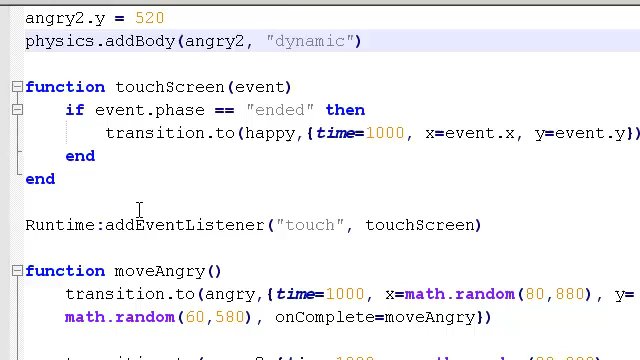 angry2.y = 520
physics.addBody(angry2, "dynamic")
function touchScreen(event)
if event.phase == "ended" then
transition.to(happy,{time=1000, x=event.x, y=event.y})
end
end
Runtime:addEventListener("touch", touchScreen)
function moveAngry()
transition.to(angry,{time=1000, x=math.random(80,880), y=
math.random(60,580), onComplete=moveAngry})